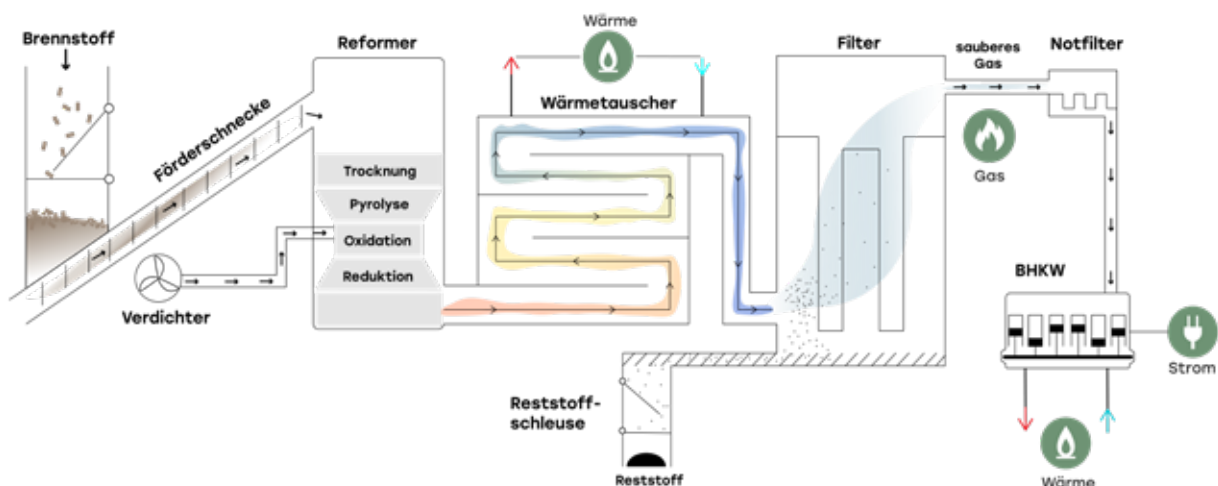 Brennstoff
Förderschnecke
Verdichter
Reformer
Trocknung
Pyrolyse
Oxidation
Reduktion
Wärme
Wärmetauscher
Filter
sauberes
Gas
Notfilter
Gas
BHKW
Strom
Wärme
Reststoff-
schleuse
Reststoff